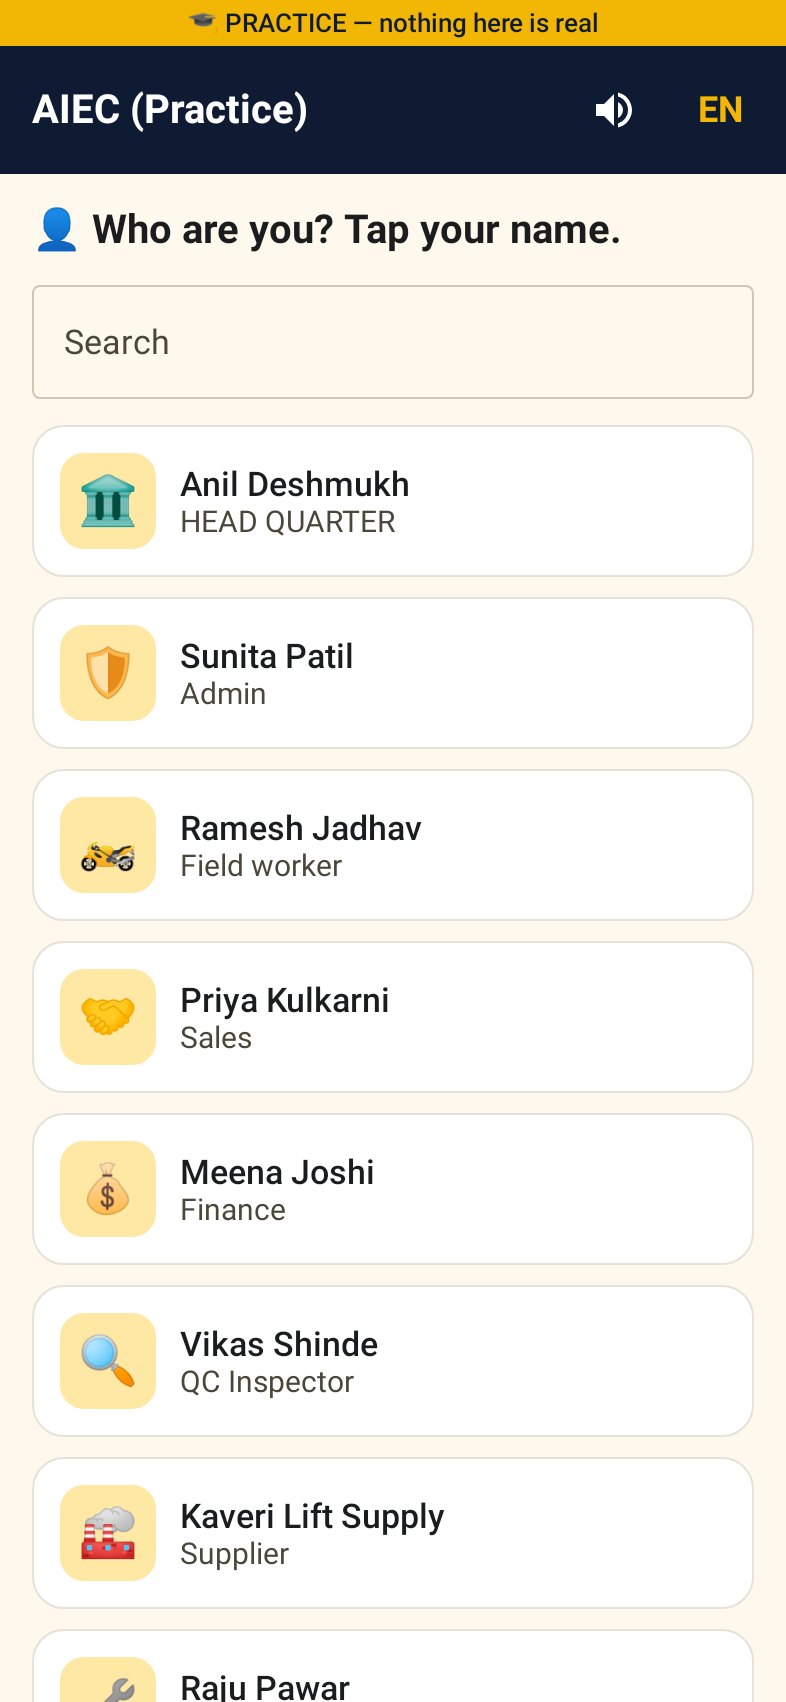 PRACTICE — nothing here is real
AIEC (Practice)
EN
Who are you? Tap your name.
Search
Anil Deshmukh
HEAD QUARTER
Sunita Patil
Admin
Ramesh Jadhav
Field worker
Priya Kulkarni
Sales
Meena Joshi
Finance
Vikas Shinde
QC Inspector
Kaveri Lift Supply
Supplier
Raju Pawar